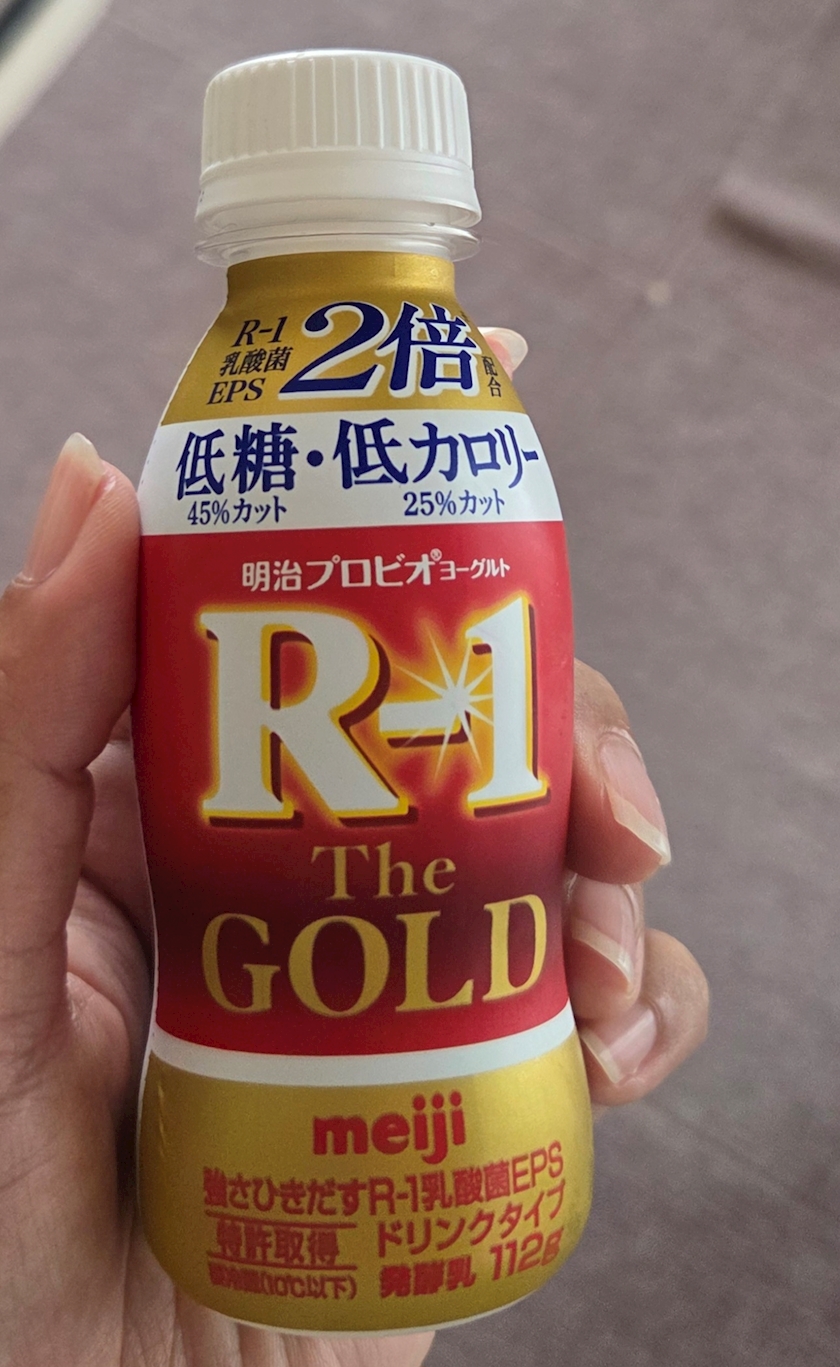 R-1
乳酸菌
EPS
2倍
配合
低糖・低カロリー
45%カット
25%カット
明治プロビオ®ヨーグルト
R-1
The
GOLD
meiji
強さひきだすR-1乳酸菌EPS
特許取得
ドリンクタイプ
(10℃以下)
発酵乳 112g